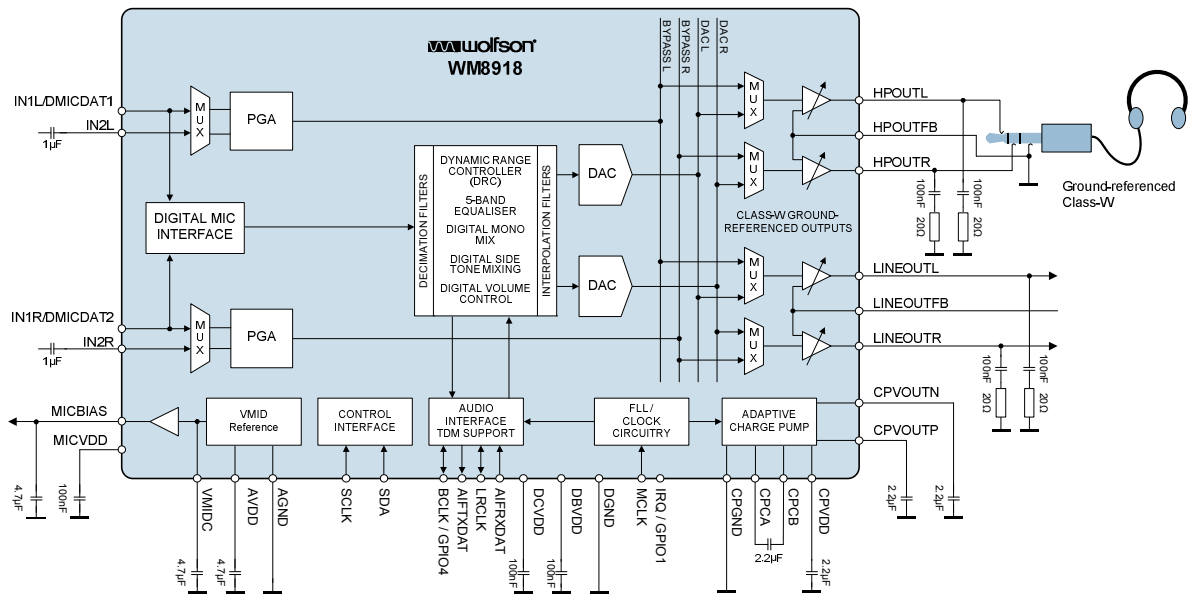 wolfson
WM8918
BYPASS L
BYPASS R
DAC L
DAC R
IN1L/DMICDAT1
IN2L
1µF
MUX
PGA
DIGITAL MIC
INTERFACE
IN1R/DMICDAT2
IN2R
1µF
MUX
PGA
DECIMATION FILTERS
DYNAMIC RANGE
CONTROLLER
(DRC)
5-BAND
EQUALISER
DIGITAL MONO
MIX
DIGITAL SIDE
TONE MIXING
DIGITAL VOLUME
CONTROL
INTERPOLATION FILTERS
DAC
DAC
MUX
MUX
CLASS-W GROUND-
REFERENCED OUTPUTS
MUX
MUX
HPOUTL
HPOUTFB
HPOUTR
100nF
20Ω
100nF
20Ω
Ground-referenced
Class-W
LINEOUTL
LINEOUTFB
LINEOUTR
100nF
20Ω
100nF
20Ω
MICBIAS
MICVDD
4.7µF
100nF
VMID
Reference
CONTROL
INTERFACE
AUDIO
INTERFACE
TDM SUPPORT
FLL /
CLOCK
CIRCUITRY
ADAPTIVE
CHARGE PUMP
CPVOUTN
CPVOUTP
2.2µF
2.2µF
VMIDC
AVDD
AGND
SCLK
SDA
BCLK / GPIO4
AIFTXDAT
LRCLK
AIFRXDAT
DCVDD
DBVDD
DGND
MCLK
IRQ / GPIO1
CPGND
CPCA
CPCB
CPVDD
4.7µF
4.7µF
100nF
100nF
2.2µF
2.2µF